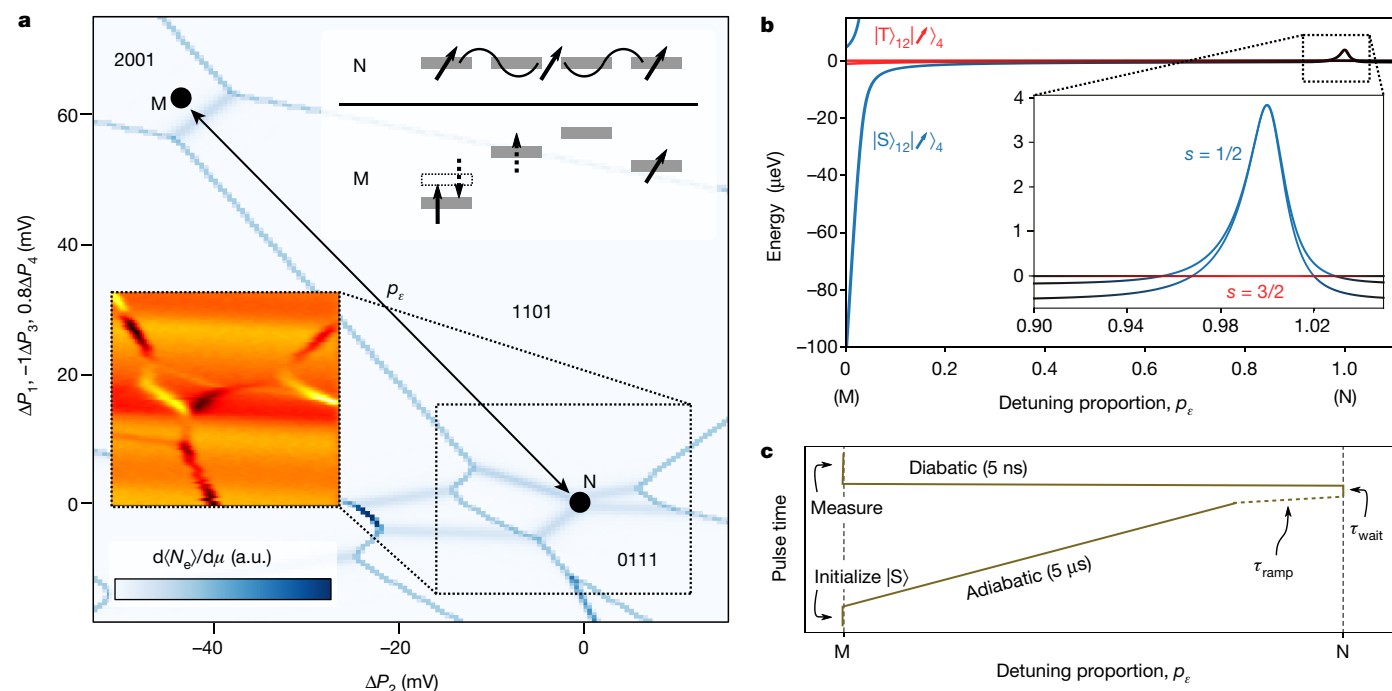 a
2001
M
N
M
60
40
20
0
ΔP₁, −1ΔP₃, 0.8ΔP₄ (mV)
pε
1101
N
0111
d⟨Nₑ⟩/dμ (a.u.)
−40
−20
0
ΔP₂ (mV)
b
|T⟩₁₂|↗⟩₄
|S⟩₁₂|↗⟩₄
0
−20
−40
−60
−80
−100
Energy (μeV)
4
3
2
1
0
s = 1/2
s = 3/2
0.90
0.94
0.98
1.02
0
0.2
0.4
0.6
0.8
1.0
(M)
(N)
Detuning proportion, pε
c
Pulse time
Diabatic (5 ns)
Measure
τwait
Initialize |S⟩
Adiabatic (5 μs)
τramp
M
N
Detuning proportion, pε